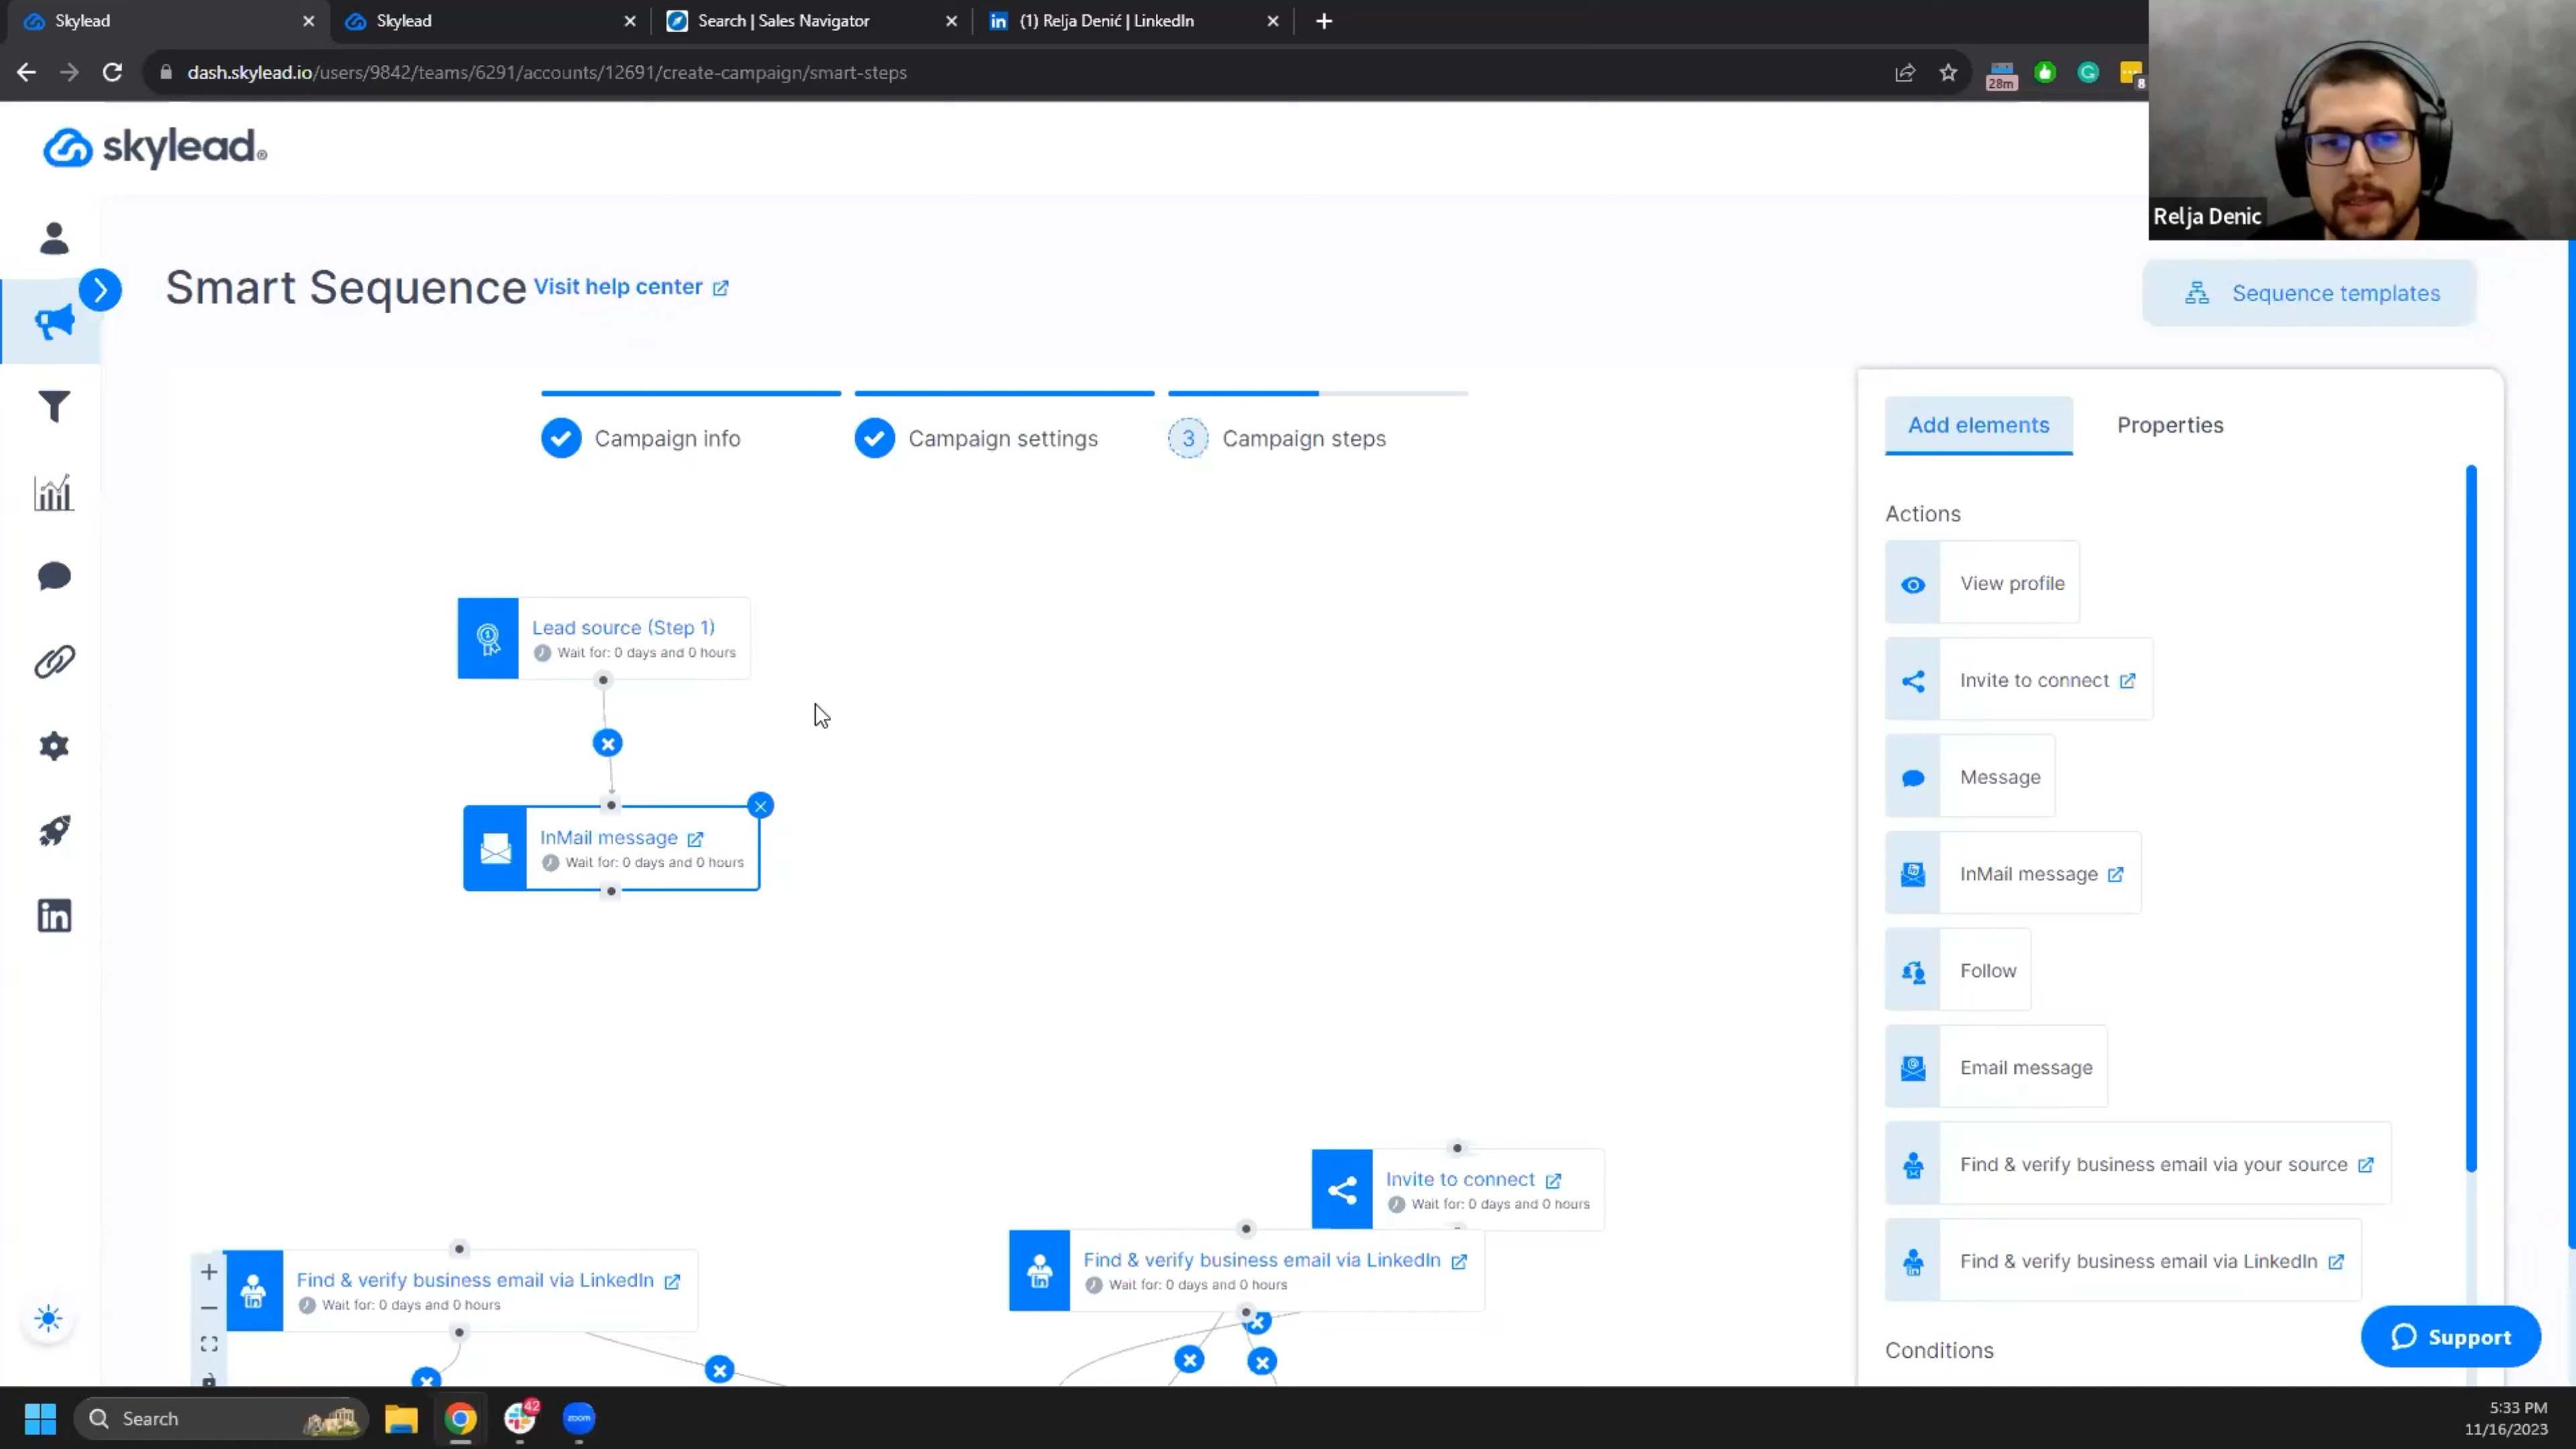 Skylead
Skylead
Search | Sales Navigator
(1) Relja Denić | LinkedIn
dash.skylead.io/users/9842/teams/6291/accounts/12691/create-campaign/smart-steps
28m
8
Relja Denic
skylead®
Smart Sequence
Visit help center
Sequence templates
Campaign info
Campaign settings
3
Campaign steps
Add elements
Properties
Actions
View profile
Invite to connect
Message
InMail message
Follow
Email message
Find & verify business email via your source
Find & verify business email via LinkedIn
Conditions
Lead source (Step 1)
Wait for: 0 days and 0 hours
InMail message
Wait for: 0 days and 0 hours
Invite to connect
Wait for: 0 days and 0 hours
Find & verify business email via LinkedIn
Wait for: 0 days and 0 hours
Find & verify business email via LinkedIn
Wait for: 0 days and 0 hours
Support
Search
42
zoom
5:33 PM
11/16/2023